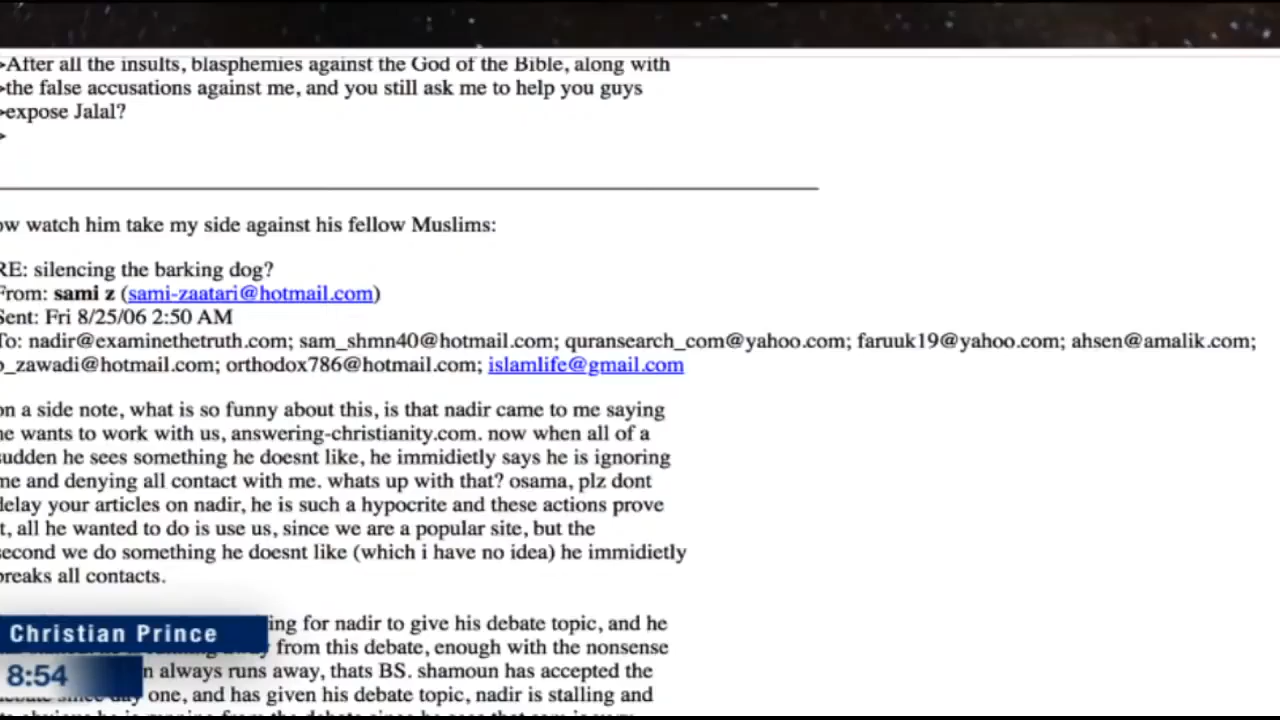 >After all the insults, blasphemies against the God of the Bible, along with
>the false accusations against me, and you still ask me to help you guys
>expose Jalal?
>
ow watch him take my side against his fellow Muslims:
RE: silencing the barking dog?
From: sami z (sami-zaatari@hotmail.com)
Sent: Fri 8/25/06 2:50 AM
To: nadir@examinethetruth.com; sam_shmn40@hotmail.com; quransearch_com@yahoo.com; faruuk19@yahoo.com; ahsen@amalik.com;
b_zawadi@hotmail.com; orthodox786@hotmail.com; islamlife@gmail.com
on a side note, what is so funny about this, is that nadir came to me saying
he wants to work with us, answering-christianity.com. now when all of a
sudden he sees something he doesnt like, he immidietly says he is ignoring
me and denying all contact with me. whats up with that? osama, plz dont
delay your articles on nadir, he is such a hypocrite and these actions prove
it, all he wanted to do is use us, since we are a popular site, but the
second we do something he doesnt like (which i have no idea) he immidietly
breaks all contacts.
ing for nadir to give his debate topic, and he
from this debate, enough with the nonsense
n always runs away, thats BS. shamoun has accepted the
debate since day one, and has given his debate topic, nadir is stalling and
Christian Prince
8:54